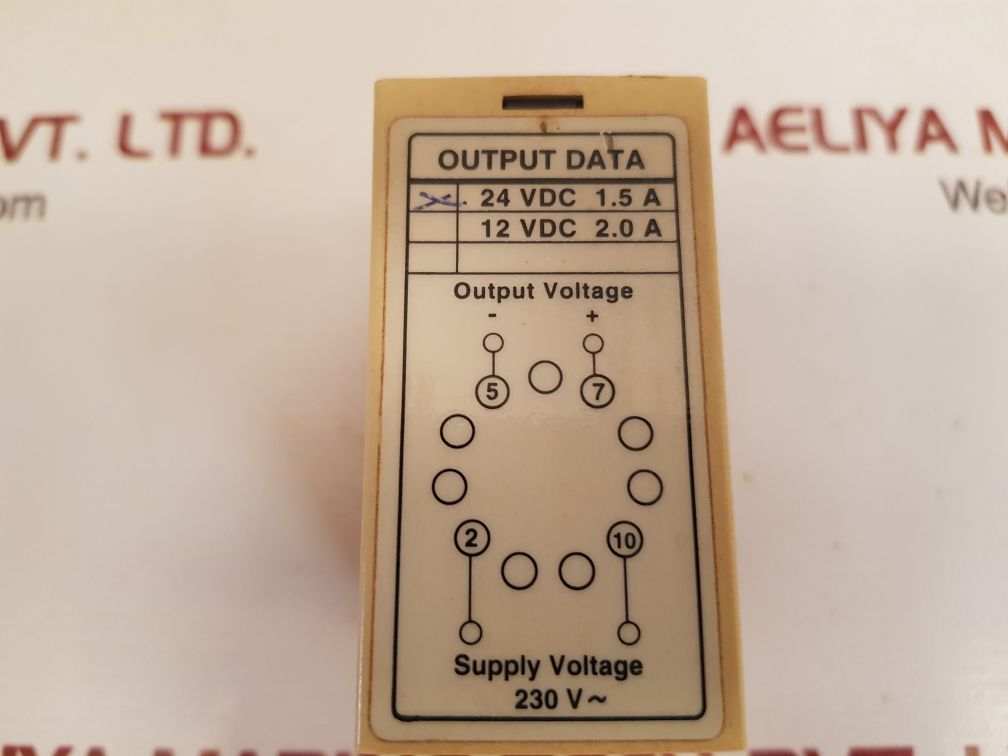 VT. LTD.
AELIYA M
om
We
OUTPUT DATA
24 VDC 1.5 A
12 VDC 2.0 A
Output Voltage
- +
5 7
2 10
Supply Voltage
230 V~